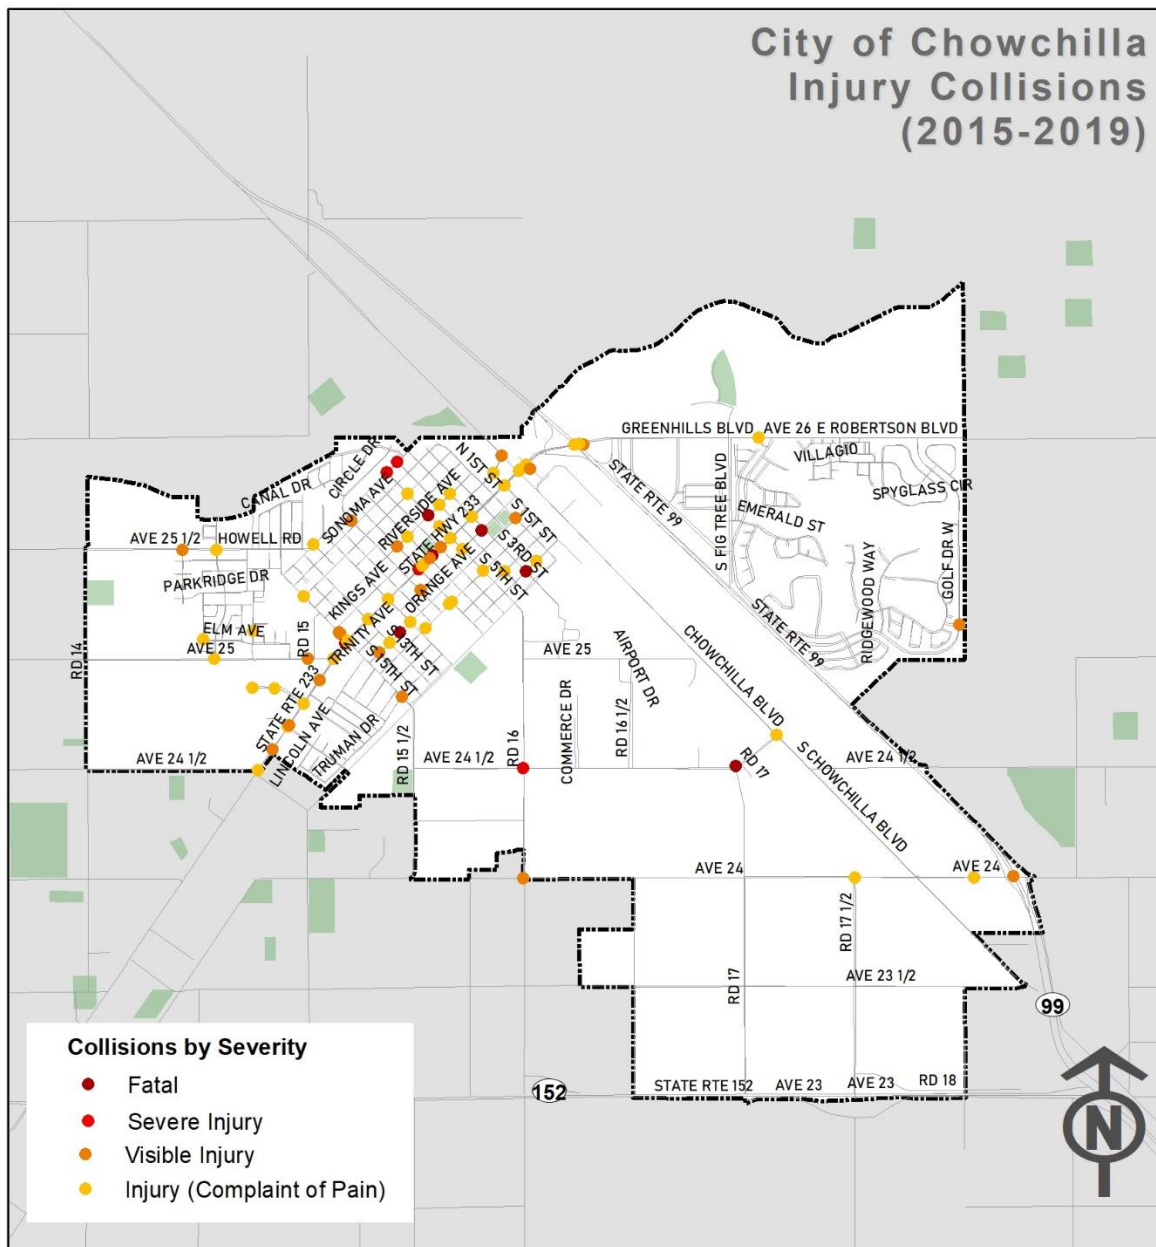 City of Chowchilla
Injury Collisions
(2015-2019)
GREENHILLS BLVD
AVE 26 E ROBERTSON BLVD
VILLAGIO
SPYGLASS CIR
N 1ST ST
CIRCLE DR
CANAL DR
SONOMA AVE
RIVERSIDE AVE
STATE HWY 233
STATE RTE 99
S FIG TREE BLVD
EMERALD ST
S 1ST ST
S 3RD ST
S 5TH ST
AVE 25 1/2
HOWELL RD
PARKRIDGE DR
KINGS AVE
ORANGE AVE
RIDGEWOOD WAY
GOLF DR W
ELM AVE
AVE 25
RD 14
RD 15
TRINITY AVE
S 13TH ST
S 15TH ST
AVE 25
AIRPORT DR
CHOWCHILLA BLVD
STATE RTE 99
STATE RTE 233
LINCOLN AVE
TRUMAN DR
RD 15 1/2
RD 16
COMMERCE DR
RD 16 1/2
AVE 24 1/2
AVE 24 1/2
RD 17
S CHOWCHILLA BLVD
AVE 24 1/2
AVE 24
AVE 24
RD 17 1/2
RD 17
AVE 23 1/2
99
152
STATE RTE 152
AVE 23
AVE 23
RD 18
N
Collisions by Severity
Fatal
Severe Injury
Visible Injury
Injury (Complaint of Pain)